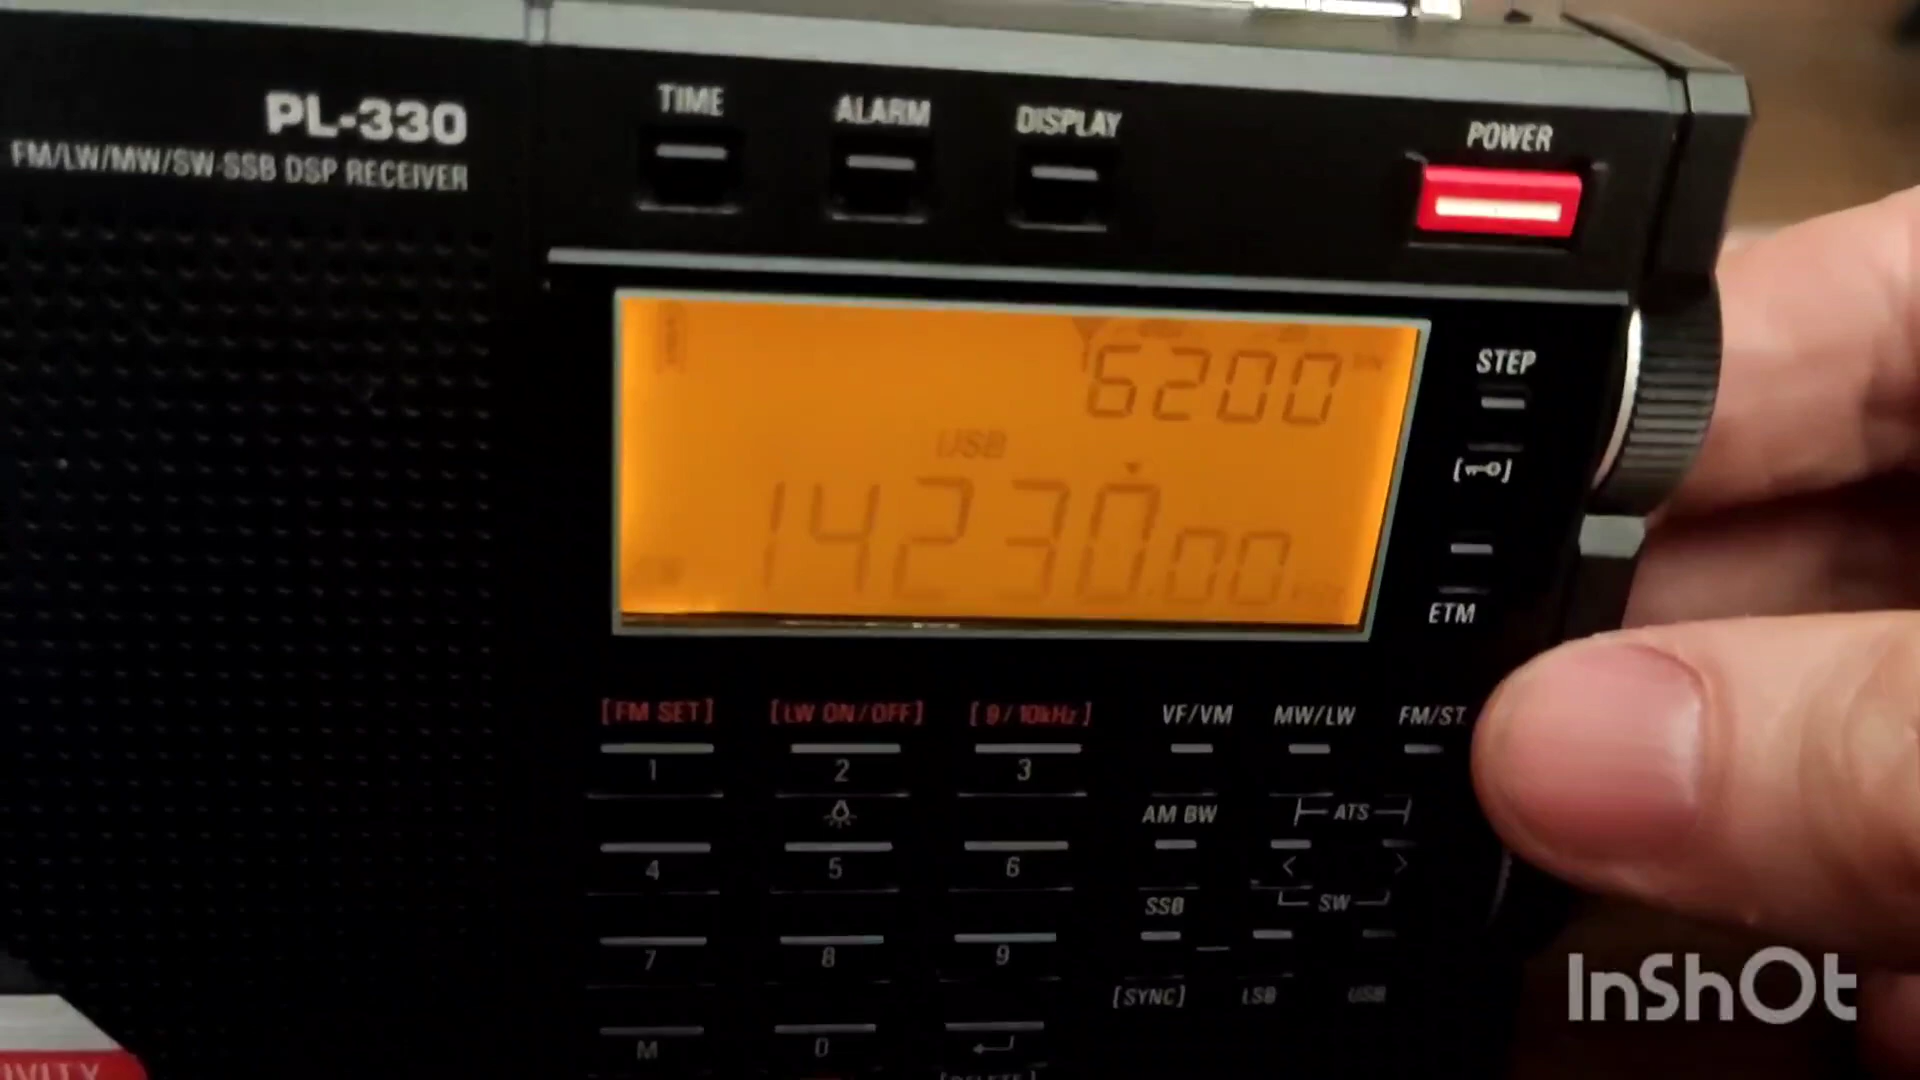 PL-330
FM/LW/MW/SW-SSB DSP RECEIVER
TIME ALARM DISPLAY POWER
6200
USB
14230.00
STEP
ETM
[FM SET] [LW ON/OFF] [9/10kHz] VF/VM MW/LW FM/ST
1 2 3
AM BW ATS
4 5 6 < >
SSB SW
7 8 9
[SYNC] LSB USB
M 0
InShOt